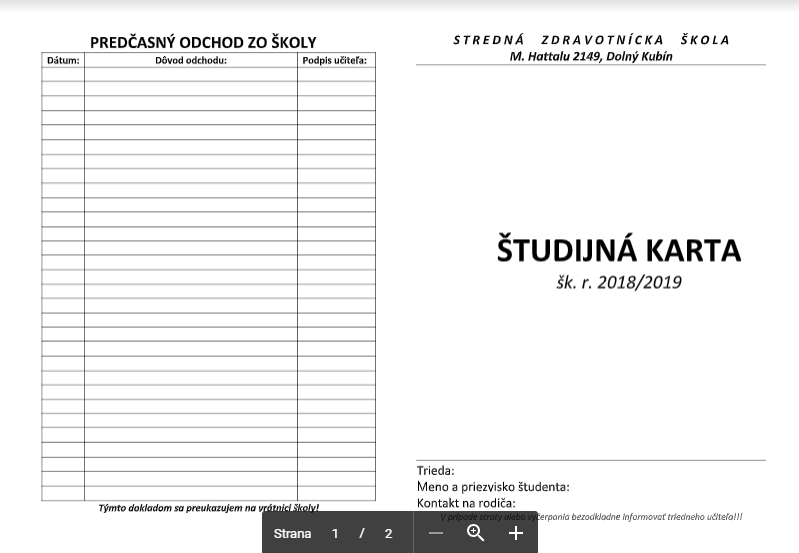 PREDČASNÝ ODCHOD ZO ŠKOLY
Dátum: Dôvod odchodu: Podpis učiteľa:
Týmto dokladom sa preukazujem na vrátnici školy!
STREDNÁ ZDRAVOTNÍCKA ŠKOLA
M. Hattalu 2149, Dolný Kubín
ŠTUDIJNÁ KARTA
šk. r. 2018/2019
Trieda:
Meno a priezvisko študenta:
Kontakt na rodiča:
V prípade straty alebo vyčerpania bezodkladne informovať triedneho učiteľa!!!
Strana 1 / 2